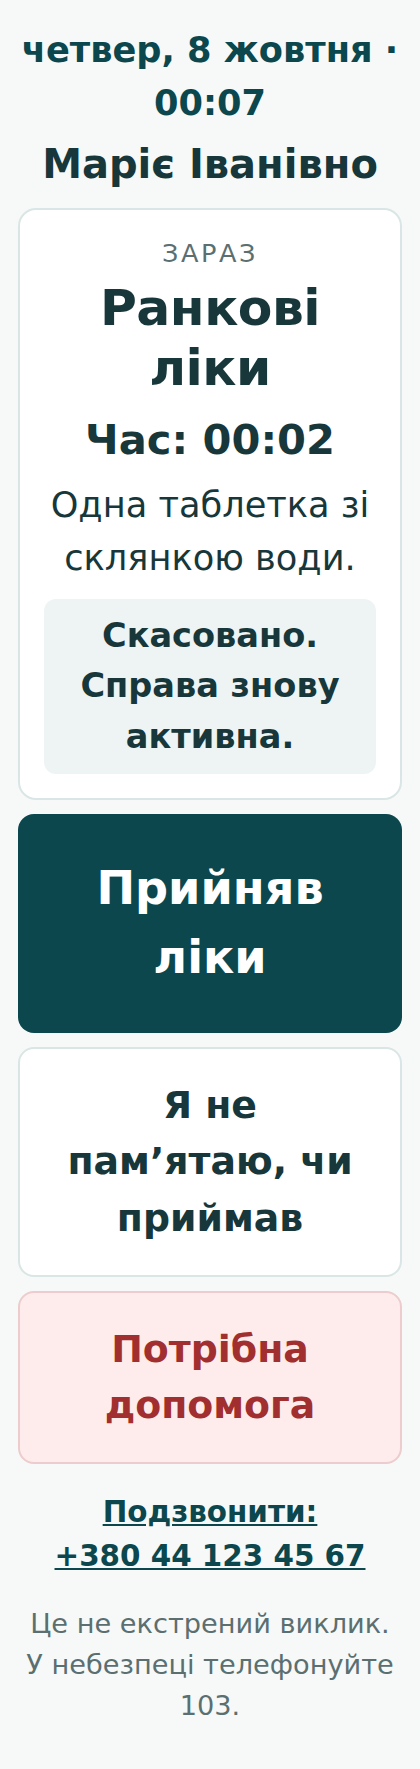 четвер, 8 жовтня ·
00:07
Маріє Іванівно
ЗАРАЗ
Ранкові
ліки
Час: 00:02
Одна таблетка зі
склянкою води.
Скасовано.
Справа знову
активна.
Прийняв
ліки
Я не
пам’ятаю, чи
приймав
Потрібна
допомога
Подзвонити:
+380 44 123 45 67
Це не екстрений виклик.
У небезпеці телефонуйте
103.